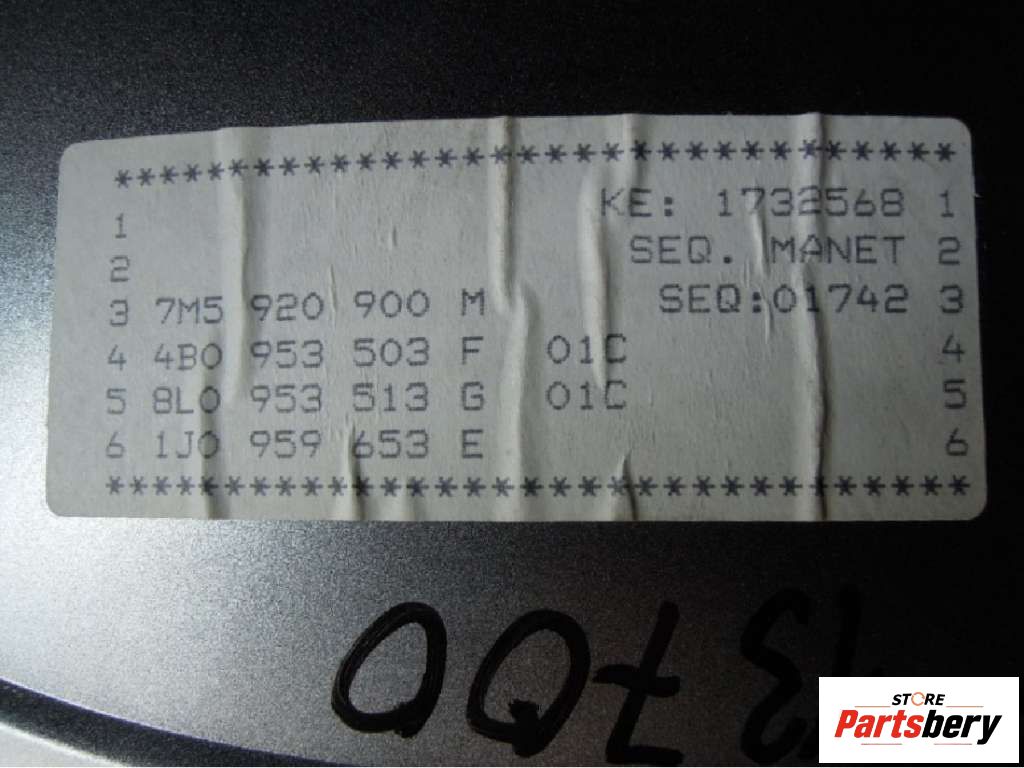 *********************************
KE: 1732568 1
1
SEQ. MANET 2
2
3 7M5 920 900 M SEQ:01742 3
4 4B0 953 503 F 01C 4
5 8L0 953 513 G 01C 5
6 1J0 959 653 E 6
*********************************
STORE
Partsbery